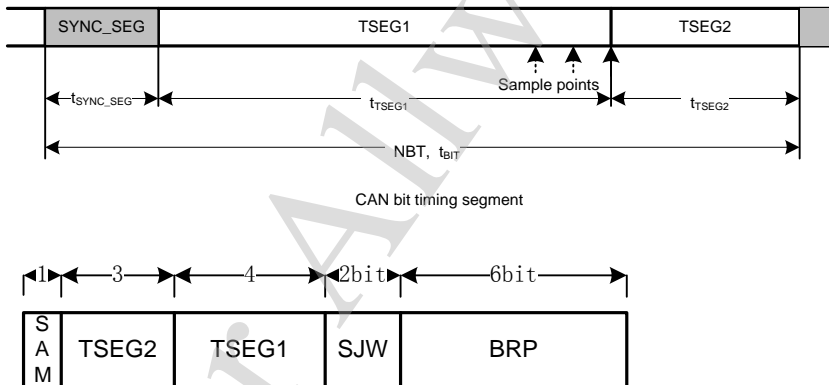 SYNC_SEG TSEG1 TSEG2
Sample points
tSYNC_SEG tTSEG1 tTSEG2
NBT, tBIT
CAN bit timing segment
1 3 4 2bit 6bit
SAM TSEG2 TSEG1 SJW BRP